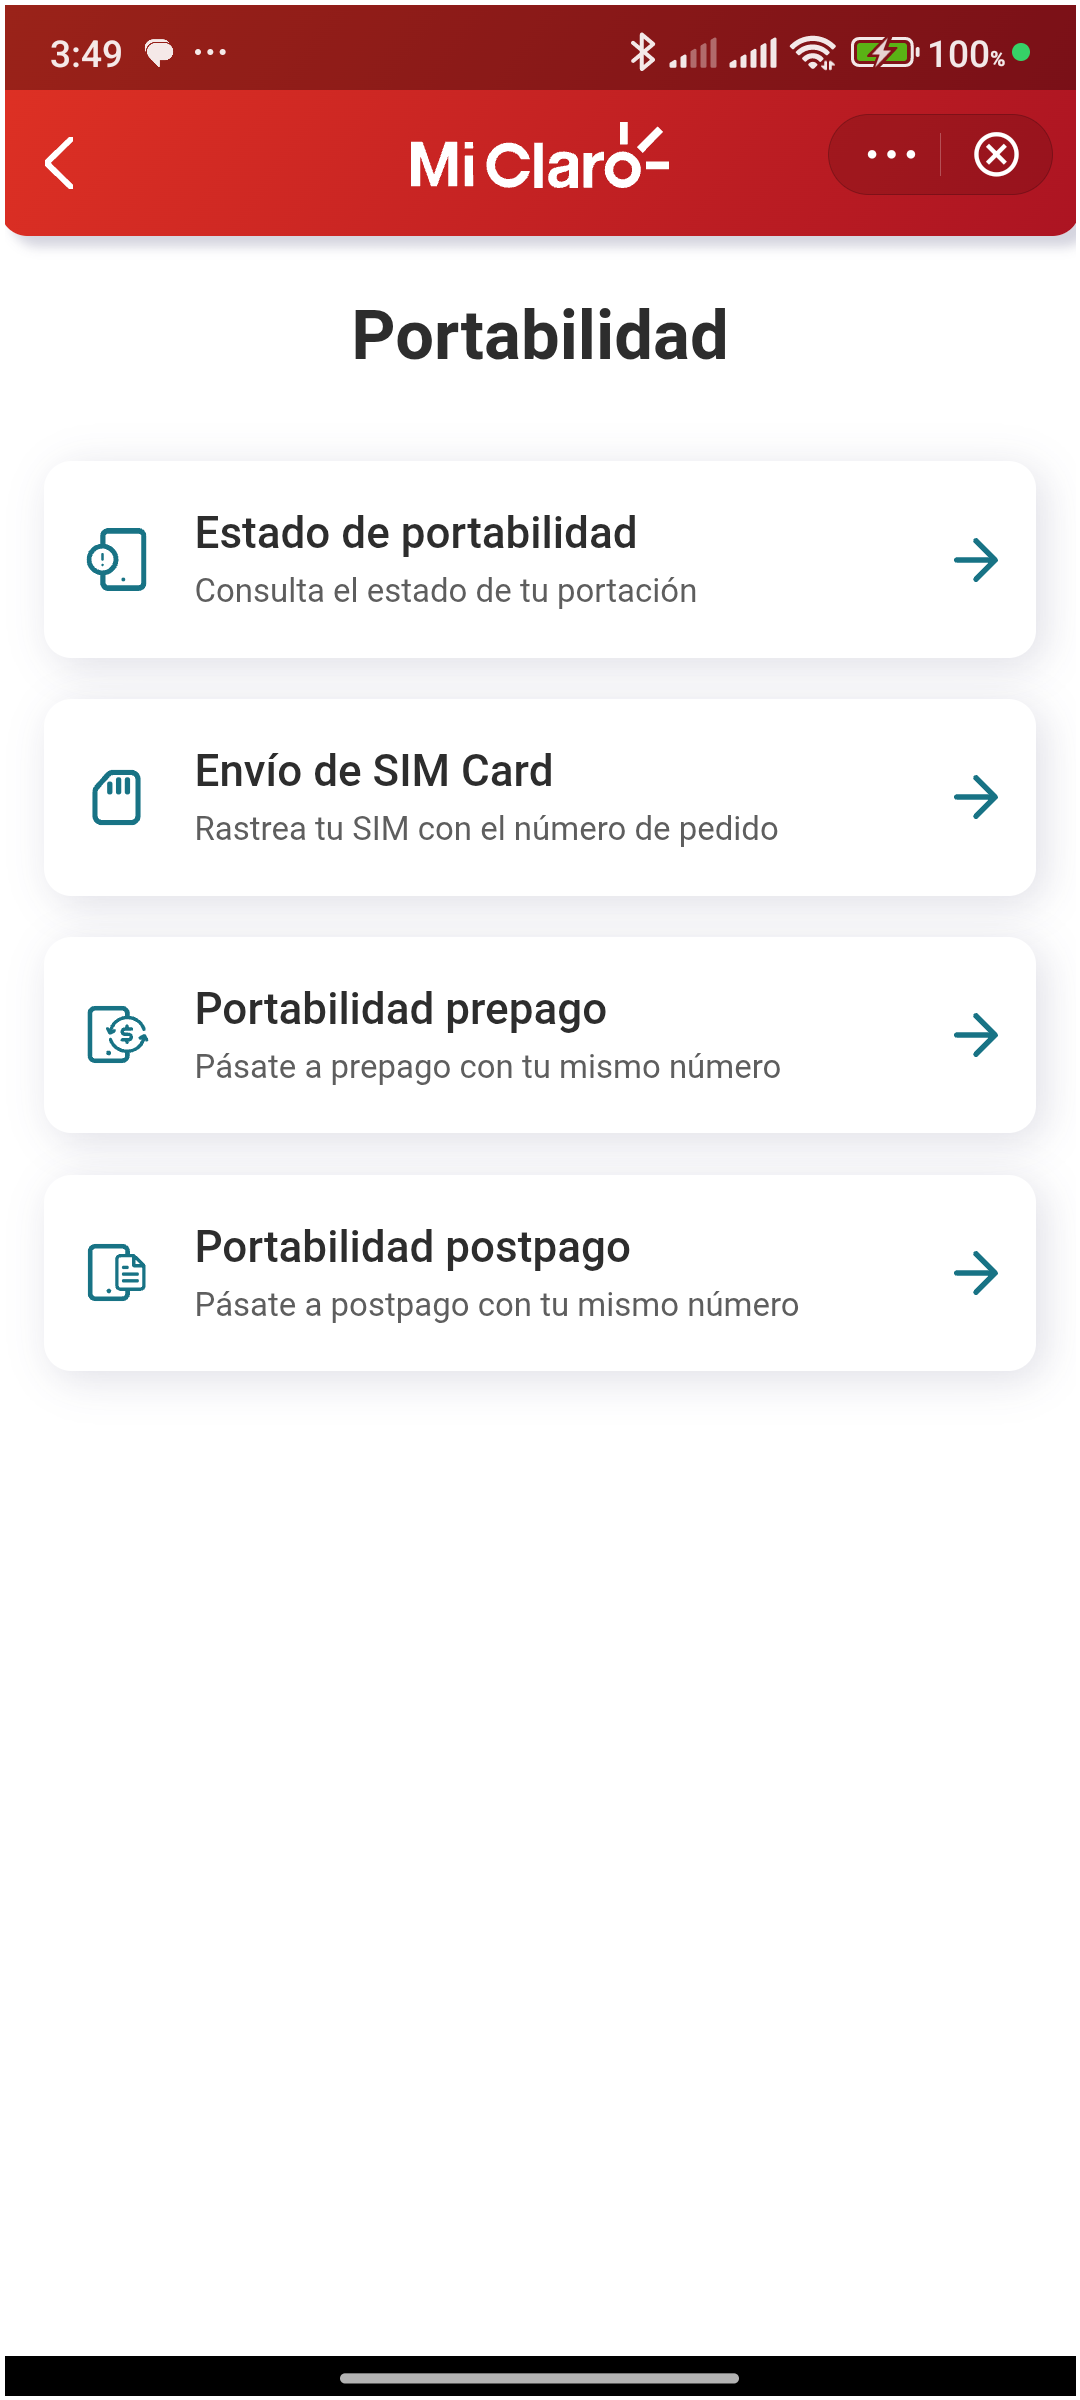 3:49
100%
Mi Claro
Portabilidad
Estado de portabilidad
Consulta el estado de tu portación
Envío de SIM Card
Rastrea tu SIM con el número de pedido
Portabilidad prepago
Pásate a prepago con tu mismo número
Portabilidad postpago
Pásate a postpago con tu mismo número